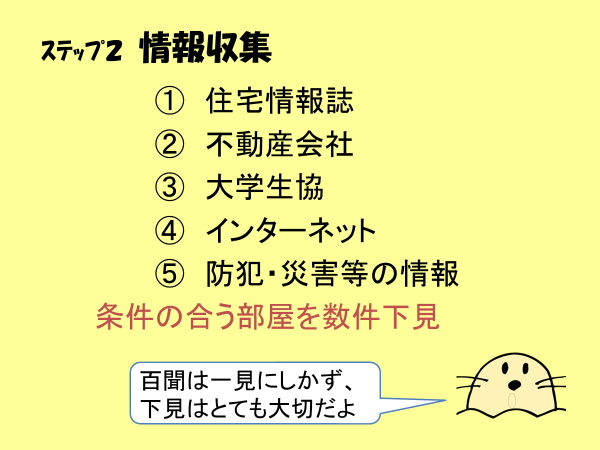 ステップ2 情報収集
① 住宅情報誌
② 不動産会社
③ 大学生協
④ インターネット
⑤ 防犯・災害等の情報
条件の合う部屋を数件下見
百聞は一見にしかず、
下見はとても大切だよ